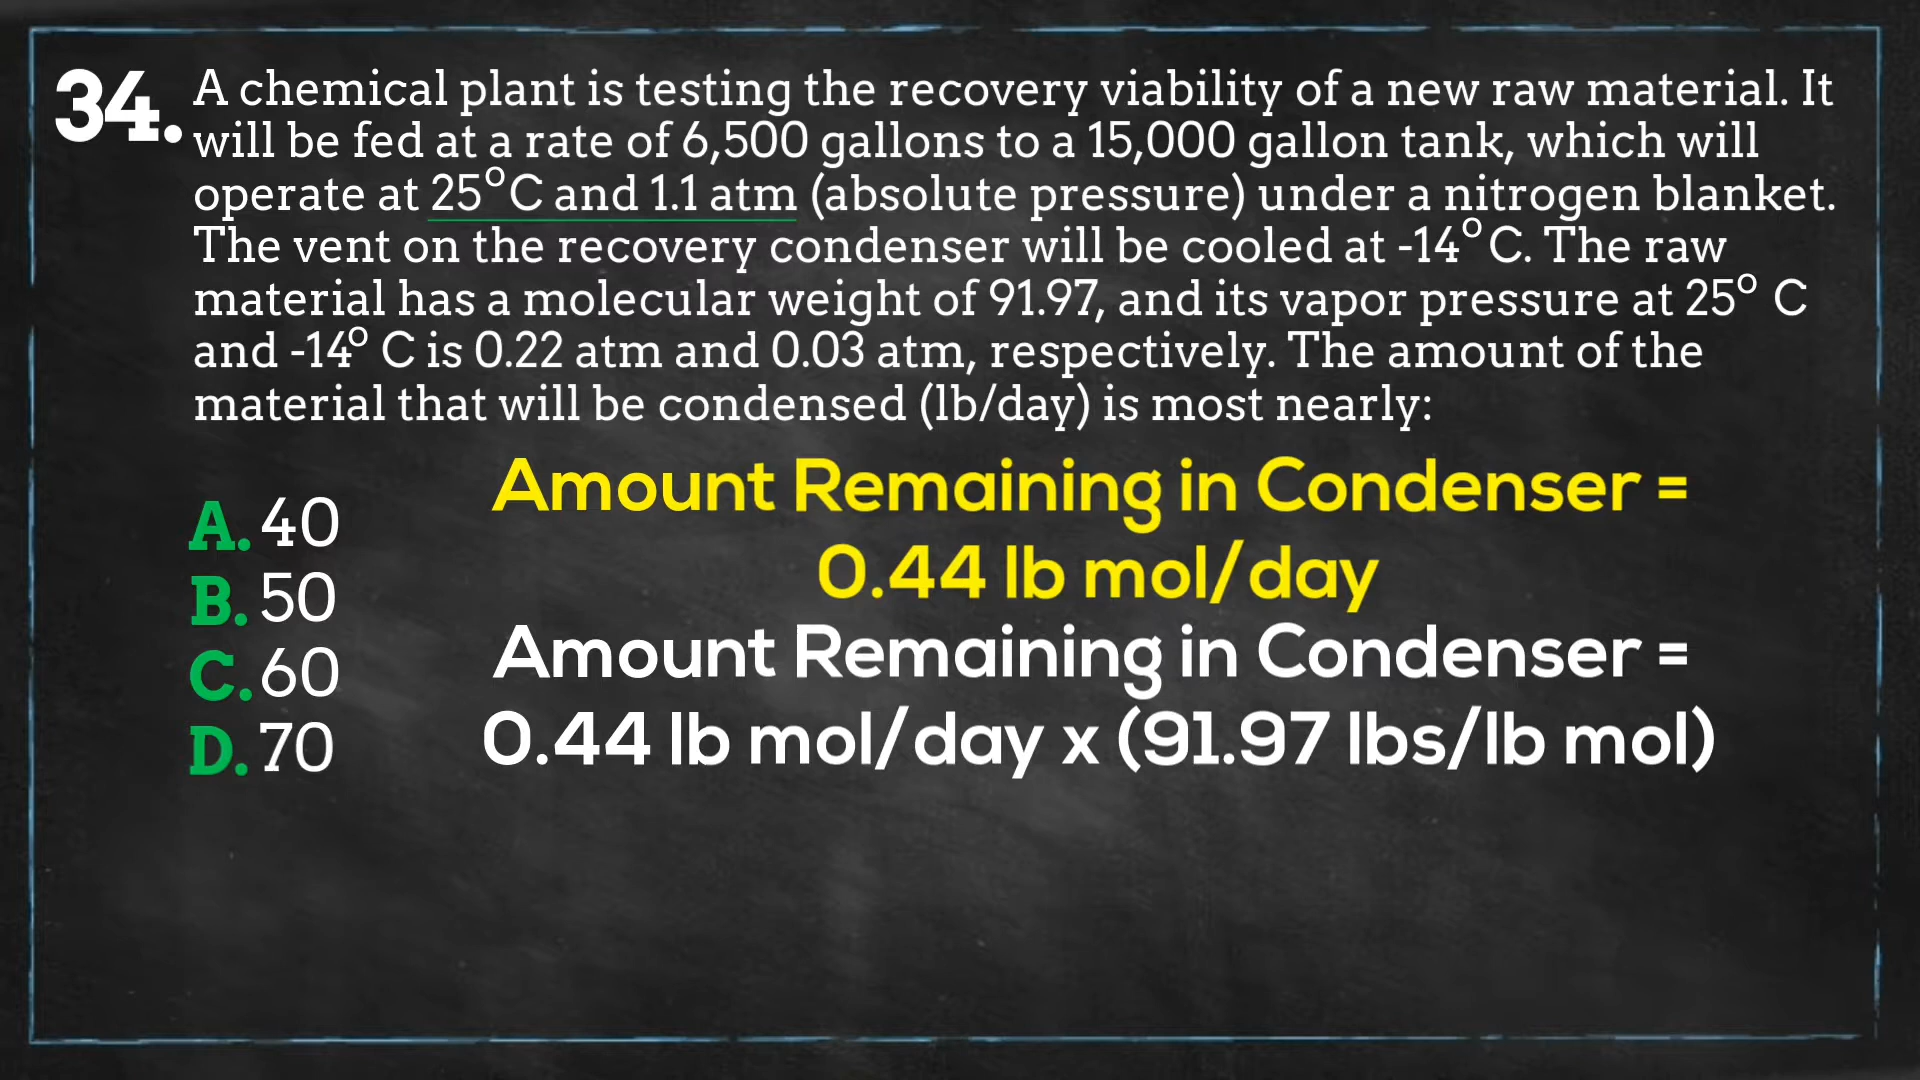 34. A chemical plant is testing the recovery viability of a new raw material. It
will be fed at a rate of 6,500 gallons to a 15,000 gallon tank, which will
operate at 25°C and 1.1 atm (absolute pressure) under a nitrogen blanket.
The vent on the recovery condenser will be cooled at -14°C. The raw
material has a molecular weight of 91.97, and its vapor pressure at 25° C
and -14° C is 0.22 atm and 0.03 atm, respectively. The amount of the
material that will be condensed (lb/day) is most nearly:
A. 40
B. 50
C. 60
D. 70
Amount Remaining in Condenser =
0.44 lb mol/day
Amount Remaining in Condenser =
0.44 lb mol/day x (91.97 lbs/lb mol)